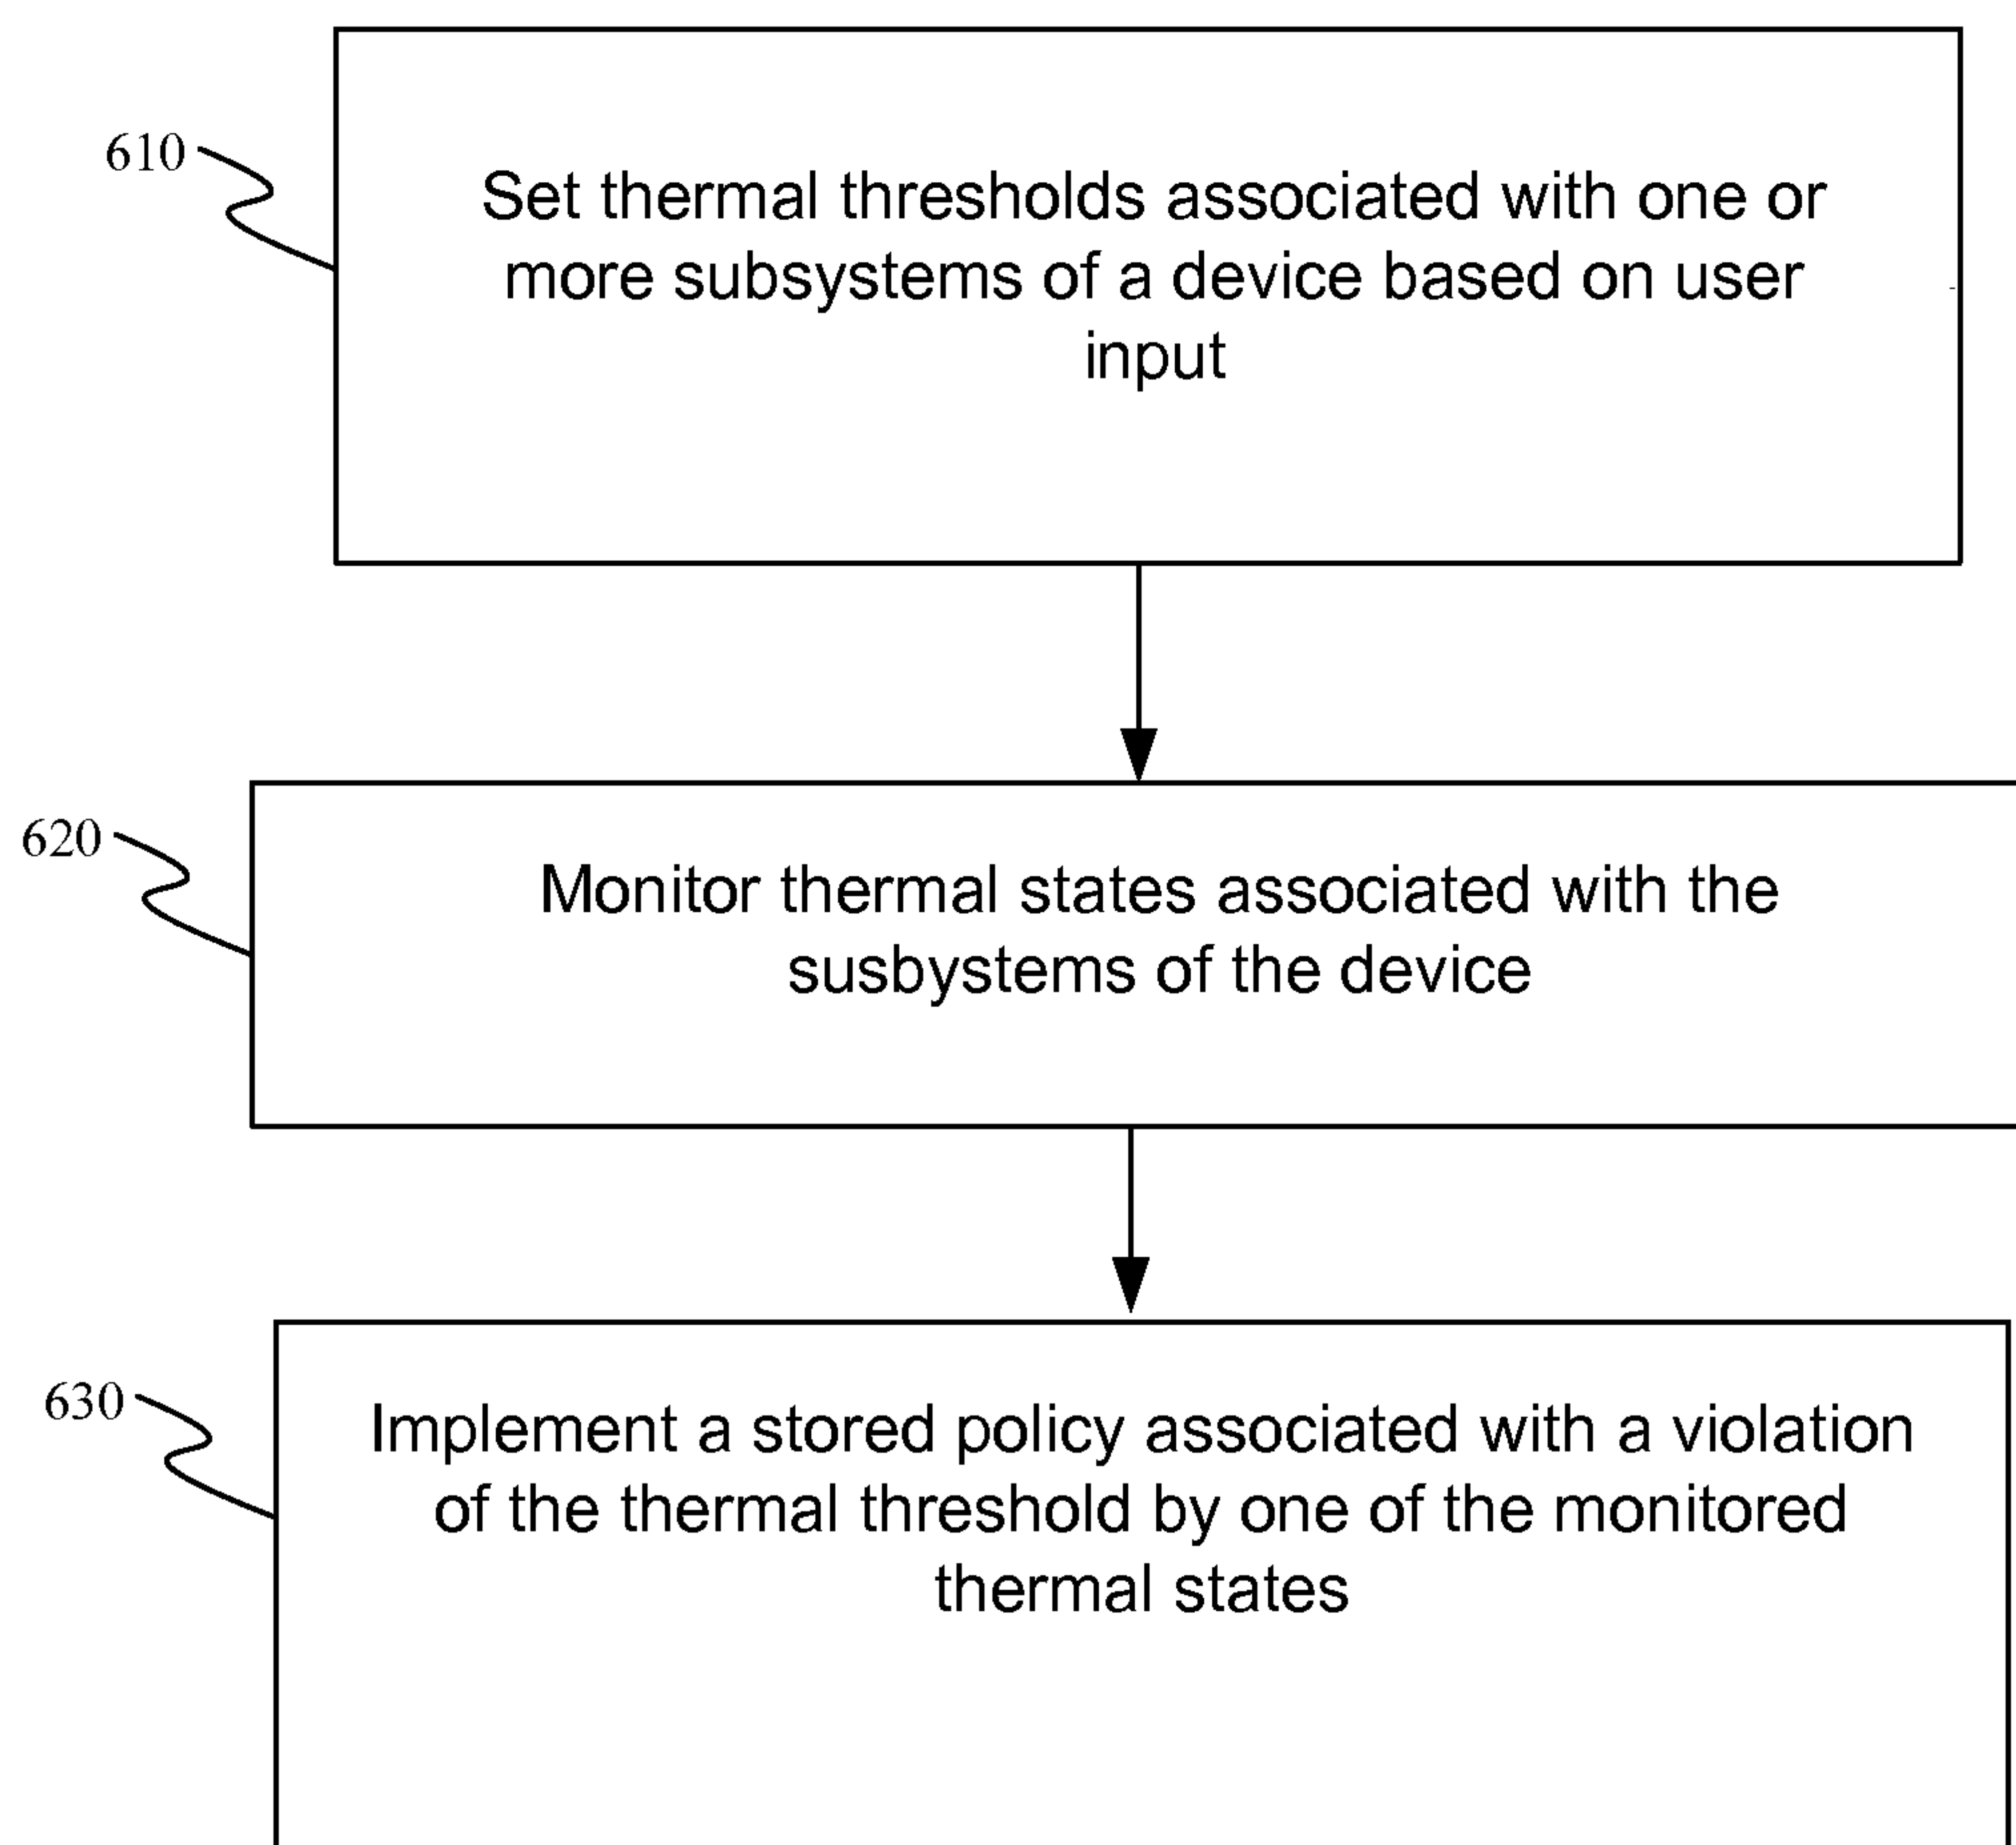 610
Set thermal thresholds associated with one or
more subsystems of a device based on user
input
620
Monitor thermal states associated with the
susbystems of the device
630
Implement a stored policy associated with a violation
of the thermal threshold by one of the monitored
thermal states